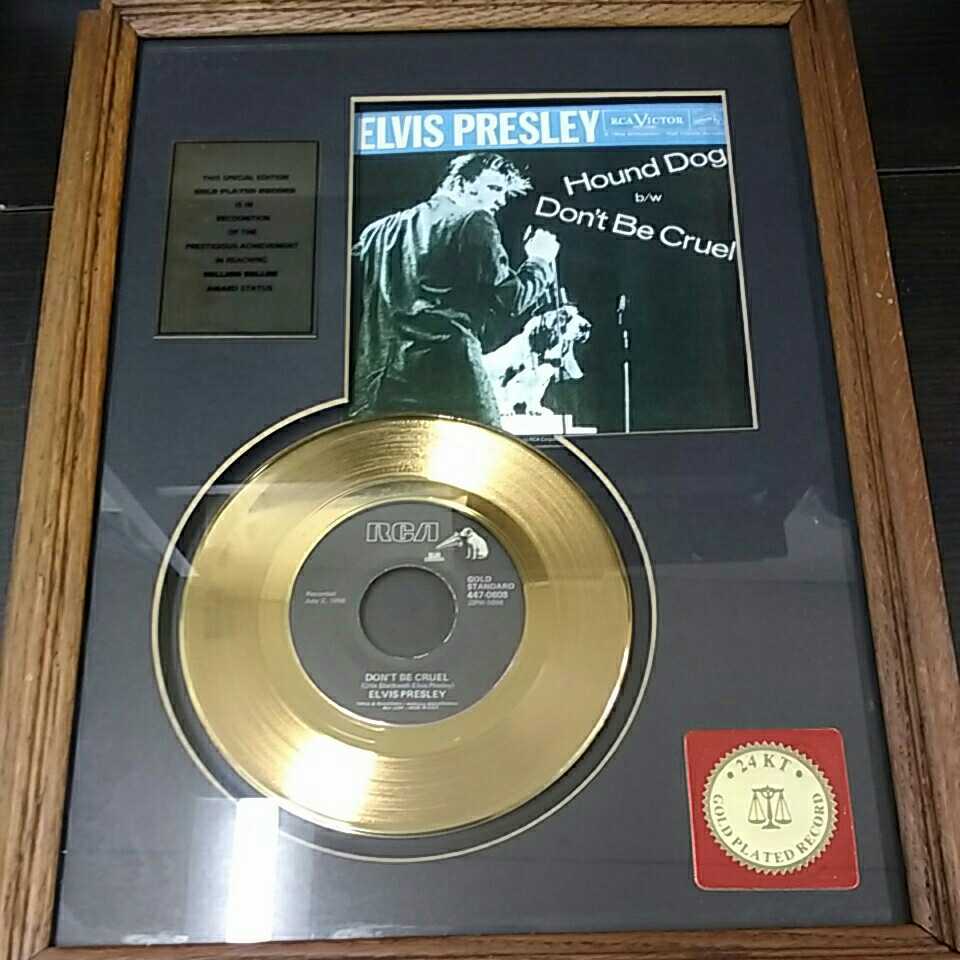 ELVIS PRESLEY
RCA VICTOR
Hound Dog
b/w
Don't Be Cruel
THIS SPECIAL EDITION
GOLD PLATED RECORD
IS IN
RECOGNITION
OF THE
PRESTIGIOUS ACHIEVEMENT
IN REACHING
MILLION SELLER
AWARD STATUS
RCA
GOLD
STANDARD
447-0608
Recorded
July 2, 1956
DON'T BE CRUEL
ELVIS PRESLEY
24 KT
GOLD PLATED RECORD